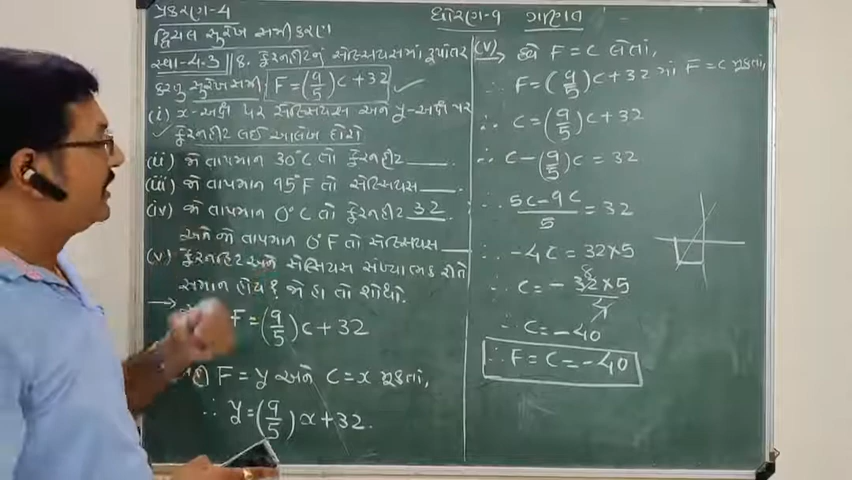 પ્રકરણ-4
દ્વિચલ સુરેખ સમીકરણ
ધોરણ-9 ગણિત
સ્વા-4.3 || 8. ફેરનહીટનું સેલ્સિયસમાં રૂપાંતર
કરતું સુરેખ સમી F=(9/5)C+32
(i) x-અક્ષ પર સેલ્સિયસ અને y-અક્ષ પર
ફેરનહીટ લઈ આલેખ દોરો
(ii) જો તાપમાન 30°C તો ફેરનહીટ ____.
(iii) જો તાપમાન 95°F તો સેલ્સિયસ ____.
(iv) જો તાપમાન 0°C તો ફેરનહીટ 32.
અને જો તાપમાન 0°F તો સેલ્સિયસ ____
(v) ફેરનહીટ અને સેલ્સિયસ સંખ્યાત્મક રીતે
સમાન હોય? જો હા તો શોધો.
F=(9/5)C+32
F=y અને C=x મૂકતાં,
∴ y=(9/5)x+32.
(v) → હવે F=C લેતાં,
∴ F=(9/5)C+32 માં F=C મૂકતાં,
∴ C=(9/5)C+32
∴ C-(9/5)C=32
∴ 5C-9C/5=32
∴ -4C=32×5
∴ C=-32×5/4
8
∴ C=-40
∴ F=C=-40